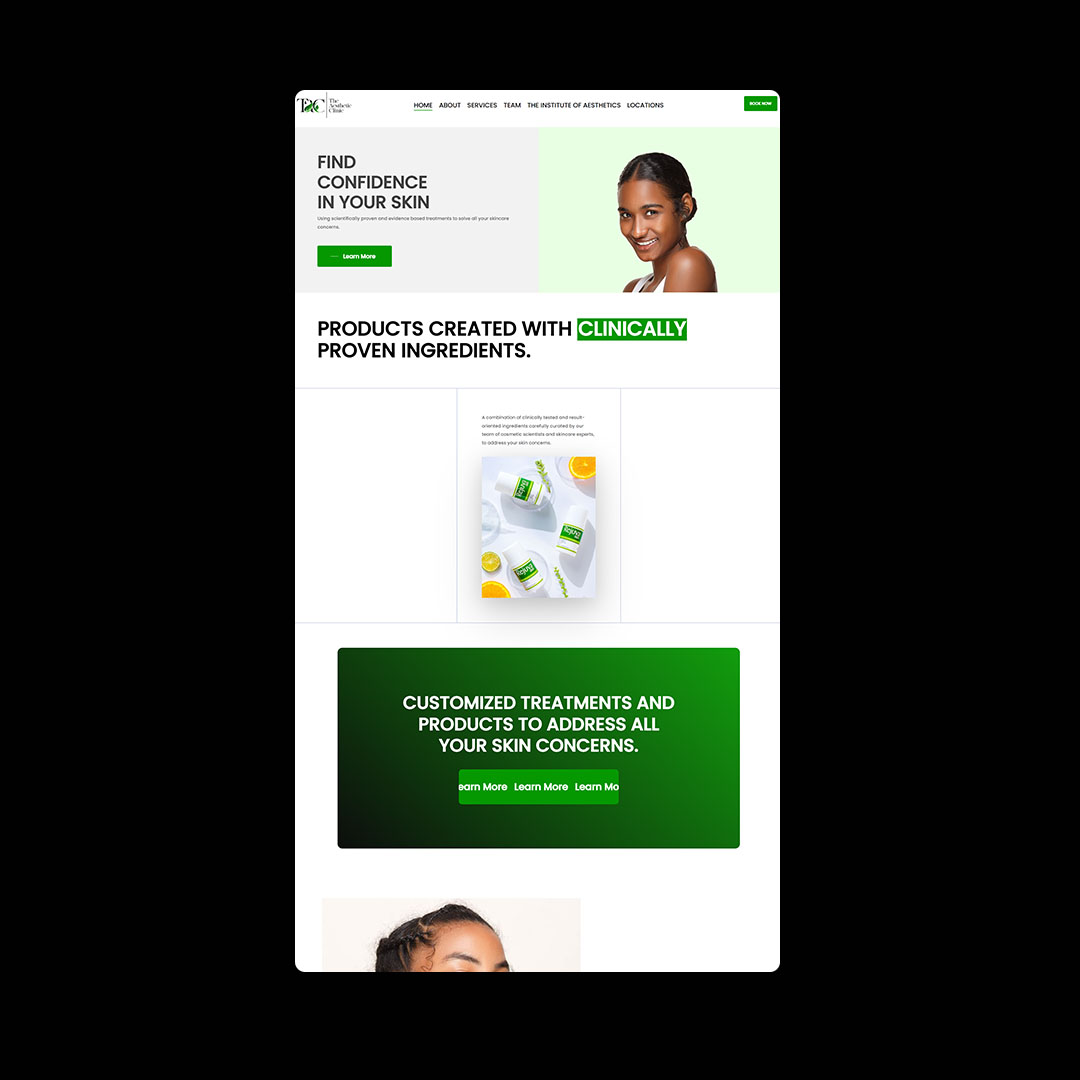 TAC
The
Aesthetic
Clinic
HOME ABOUT SERVICES TEAM THE INSTITUTE OF AESTHETICS LOCATIONS
BOOK NOW
FIND
CONFIDENCE
IN YOUR SKIN
Using scientifically proven and evidence based treatments to solve all your skincare
concerns.
Learn More
PRODUCTS CREATED WITH CLINICALLY
PROVEN INGREDIENTS.
A combination of clinically tested and result-
oriented ingredients carefully curated by our
team of cosmetic scientists and skincare experts,
to address your skin concerns.
CUSTOMIZED TREATMENTS AND
PRODUCTS TO ADDRESS ALL
YOUR SKIN CONCERNS.
earn More Learn More Learn Mo